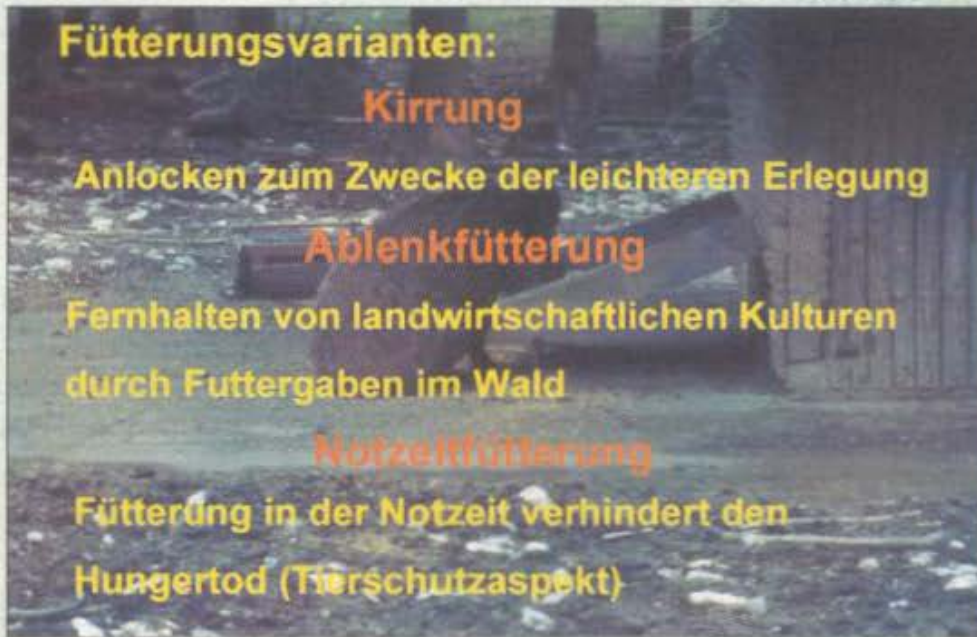 Fütterungsvarianten:
Kirrung
Anlocken zum Zwecke der leichteren Erlegung
Ablenkfütterung
Fernhalten von landwirtschaftlichen Kulturen
durch Futtergaben im Wald
Notzeitfütterung
Fütterung in der Notzeit verhindert den
Hungertod (Tierschutzaspekt)